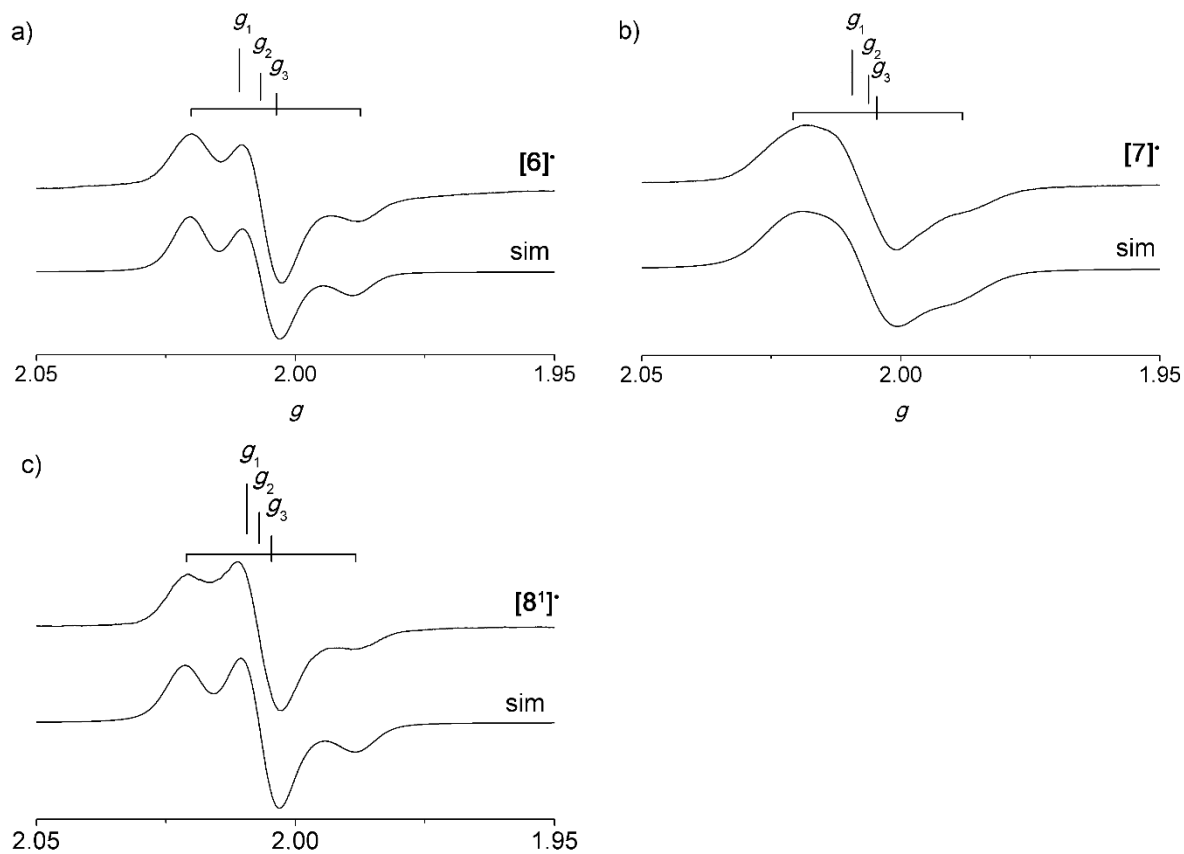 a)
g₁
g₂
g₃
[6]•
sim
2.05 2.00 1.95
g
b)
g₁
g₂
g₃
[7]•
sim
2.05 2.00 1.95
g
c)
g₁
g₂
g₃
[8¹]•
sim
2.05 2.00 1.95